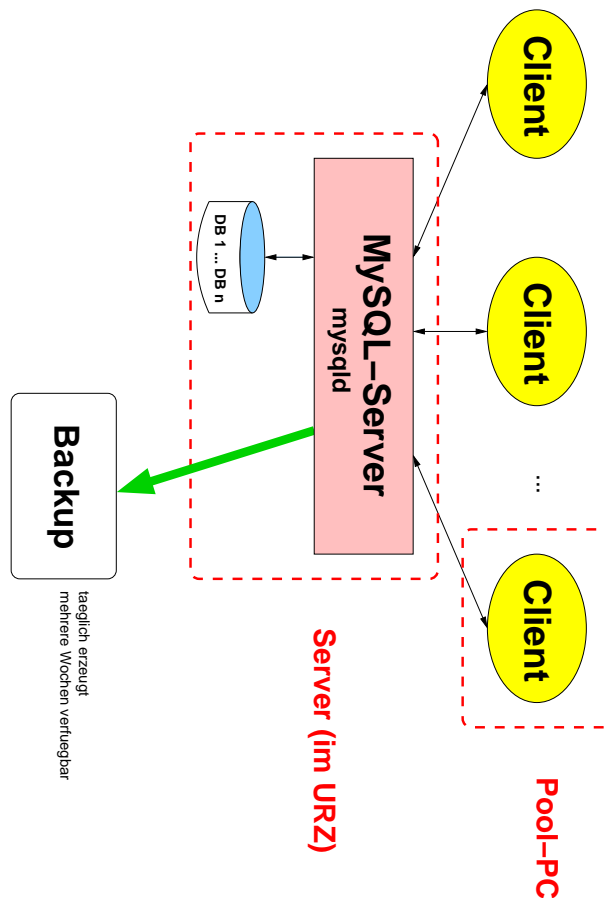 Client
Client
...
Client
Pool–PC
MySQL–Server
mysqld
Server (im URZ)
DB 1 ... DB n
Backup
taeglich erzeugt
mehrere Wochen verfuegbar